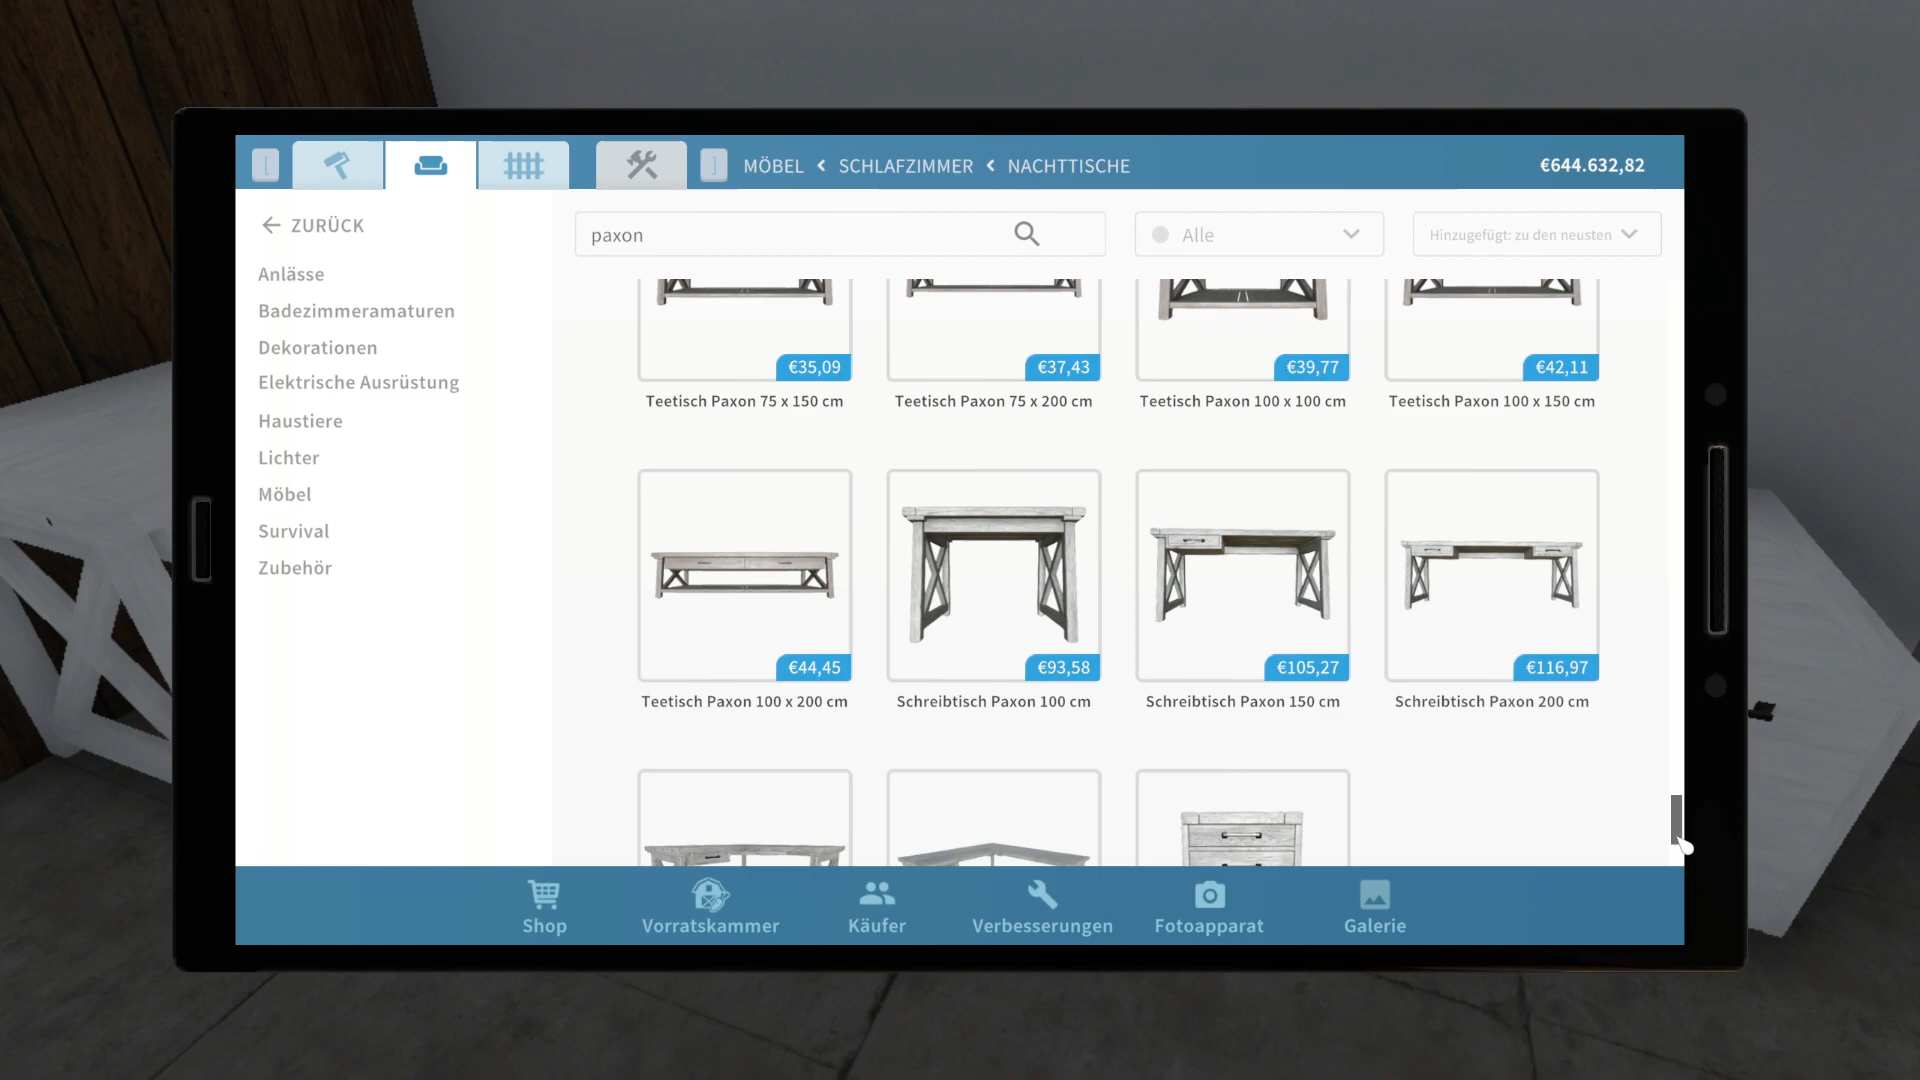 [
]
MÖBEL < SCHLAFZIMMER < NACHTTISCHE
€644.632,82
ZURÜCK
Anlässe
Badezimmeramaturen
Dekorationen
Elektrische Ausrüstung
Haustiere
Lichter
Möbel
Survival
Zubehör
paxon
Alle
Hinzugefügt: zu den neusten
€35,09
€37,43
€39,77
€42,11
Teetisch Paxon 75 x 150 cm
Teetisch Paxon 75 x 200 cm
Teetisch Paxon 100 x 100 cm
Teetisch Paxon 100 x 150 cm
€44,45
€93,58
€105,27
€116,97
Teetisch Paxon 100 x 200 cm
Schreibtisch Paxon 100 cm
Schreibtisch Paxon 150 cm
Schreibtisch Paxon 200 cm
Shop
Vorratskammer
Käufer
Verbesserungen
Fotoapparat
Galerie